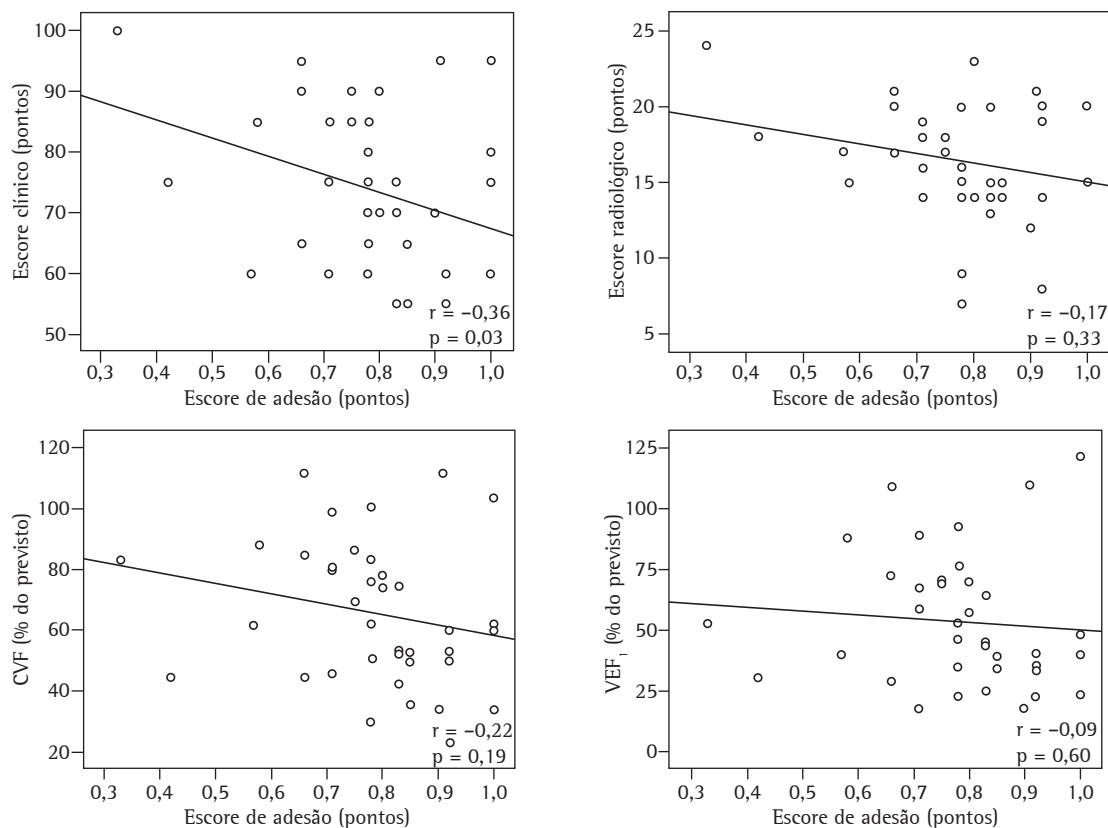 Escore clínico (pontos)
100
90
80
70
60
50
r = −0,36
p = 0,03
0,3 0,4 0,5 0,6 0,7 0,8 0,9 1,0
Escore de adesão (pontos)
Escore radiológico (pontos)
25
20
15
10
5
r = −0,17
p = 0,33
0,3 0,4 0,5 0,6 0,7 0,8 0,9 1,0
Escore de adesão (pontos)
CVF (% do previsto)
120
100
80
60
40
20
r = −0,22
p = 0,19
0,3 0,4 0,5 0,6 0,7 0,8 0,9 1,0
Escore de adesão (pontos)
VEF₁ (% do previsto)
125
100
75
50
25
0
r = −0,09
p = 0,60
0,3 0,4 0,5 0,6 0,7 0,8 0,9 1,0
Escore de adesão (pontos)